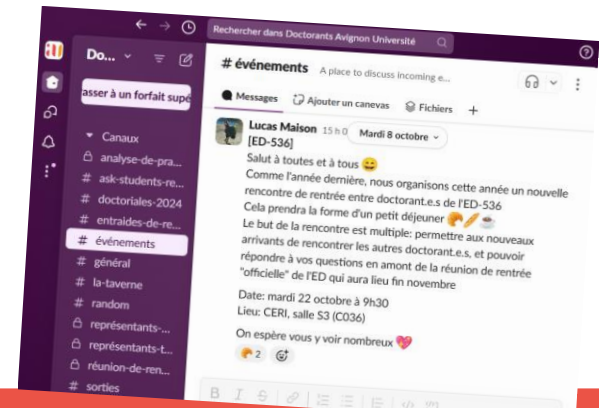 Rechercher dans Doctorants Avignon Université
Do...
asser à un forfait supé
Canaux
analyse-de-pra...
# ask-students-re...
# doctoriales-2024
# entraides-de-re...
# événements
# général
# la-taverne
# random
représentants-...
représentants-t...
réunion-de-ren...
# sorties
# événements
A place to discuss incoming e...
Messages
Ajouter un canevas
Fichiers
+
Lucas Maison 15 h 0
Mardi 8 octobre
[ED-536]
Salut à toutes et à tous 😄
Comme l'année dernière, nous organisons cette année un nouvelle
rencontre de rentrée entre doctorant.e.s de l'ED-536
Cela prendra la forme d'un petit déjeuner 🥐🥖☕
Le but de la rencontre est multiple: permettre aux nouveaux
arrivants de rencontrer les autres doctorant.e.s, et pouvoir
répondre à vos questions en amont de la réunion de rentrée
"officielle" de l'ED qui aura lieu fin novembre
Date: mardi 22 octobre à 9h30
Lieu: CERI, salle S3 (C036)
On espère vous y voir nombreux 💖
🥐 2
B I S